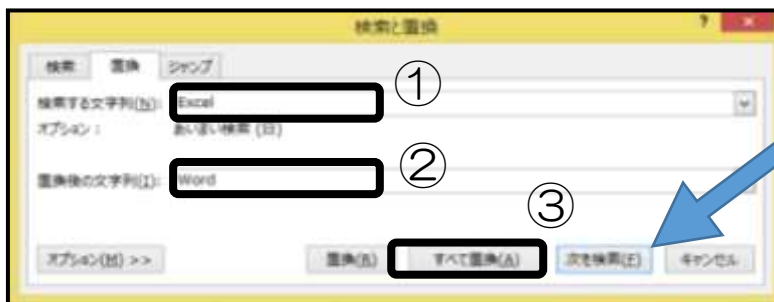 検索と置換 ?
検索 置換 ジャンプ
①
検索する文字列(N): Excel
オプション: あいまい検索 (日)
②
置換後の文字列(I): Word
③
オプション(M) >> 置換(R) すべて置換(A) 次を検索(F) キャンセル